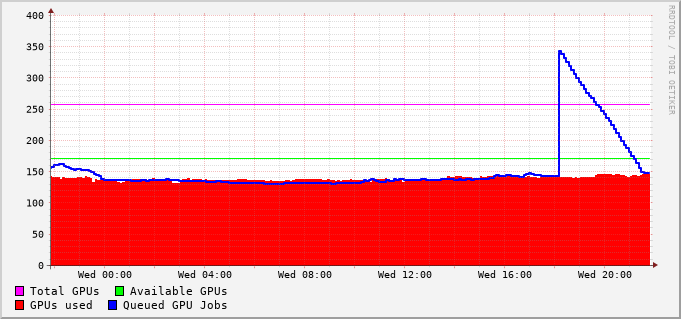 400
350
300
250
200
150
100
50
0
Wed 00:00 Wed 04:00 Wed 08:00 Wed 12:00 Wed 16:00 Wed 20:00
Total GPUs Available GPUs
GPUs used Queued GPU Jobs
RRDTOOL / TOBI OETIKER